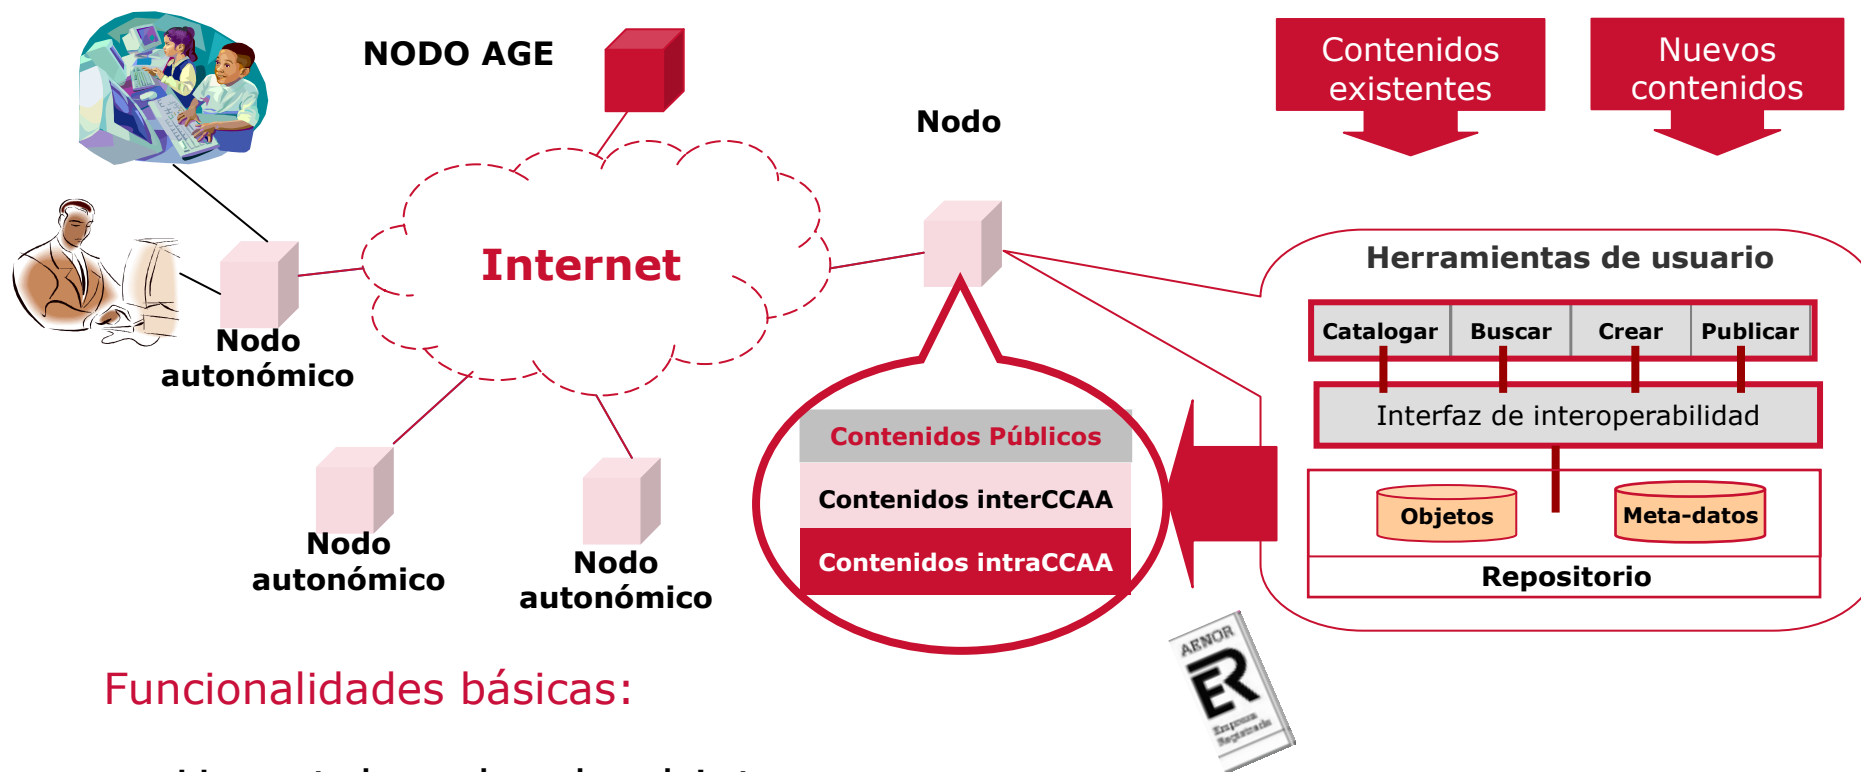 NODO AGE
Nodo
Contenidos
existentes
Nuevos
contenidos
Internet
Nodo
autonómico
Nodo
autonómico
Nodo
autonómico
Contenidos Públicos
Contenidos interCCAA
Contenidos intraCCAA
Herramientas de usuario
Catalogar
Buscar
Crear
Publicar
Interfaz de interoperabilidad
Objetos
Meta-datos
Repositorio
AENOR
ER
Empresa
Registrada
Funcionalidades básicas: